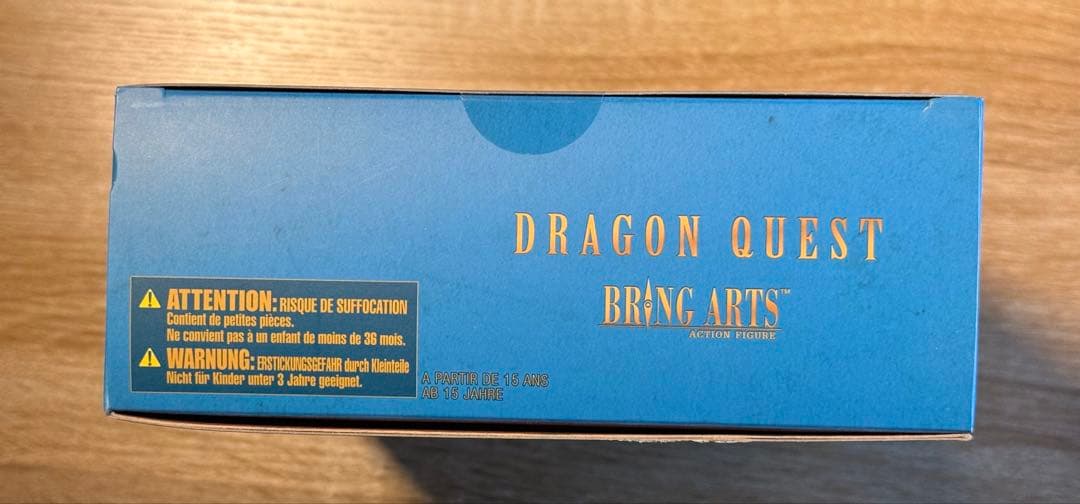 DRAGON QUEST
BRING ARTS™
ACTION FIGURE
ATTENTION: RISQUE DE SUFFOCATION
Contient de petites pièces.
Ne convient pas à un enfant de moins de 36 mois.
WARNUNG: ERSTICKUNGSGEFAHR durch Kleinteile
Nicht für Kinder unter 3 Jahre geeignet.
A PARTIR DE 15 ANS
AB 15 JAHRE